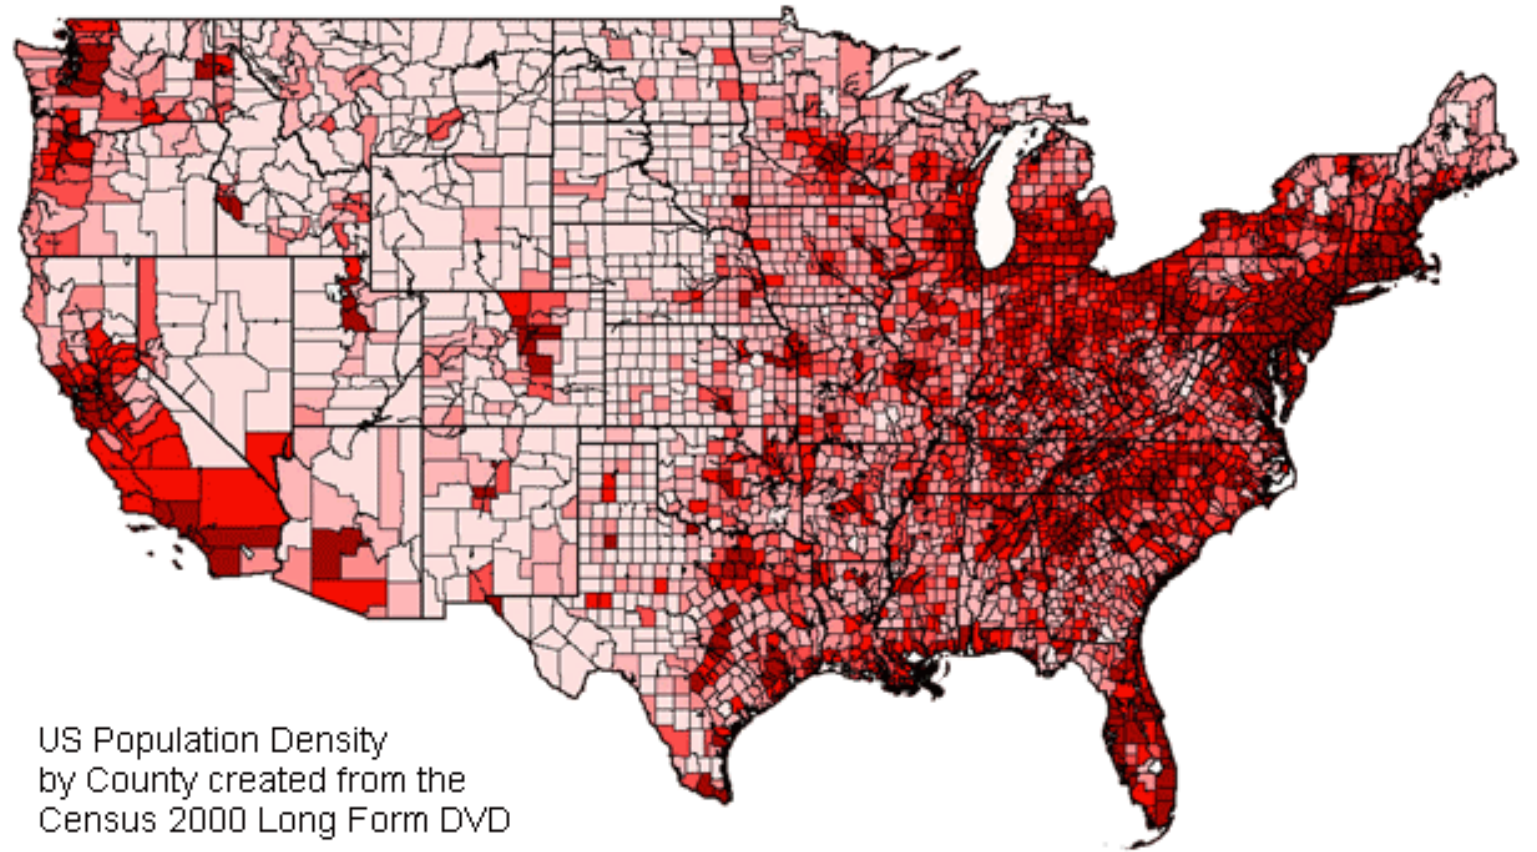 US Population Density
by County created from the
Census 2000 Long Form DVD